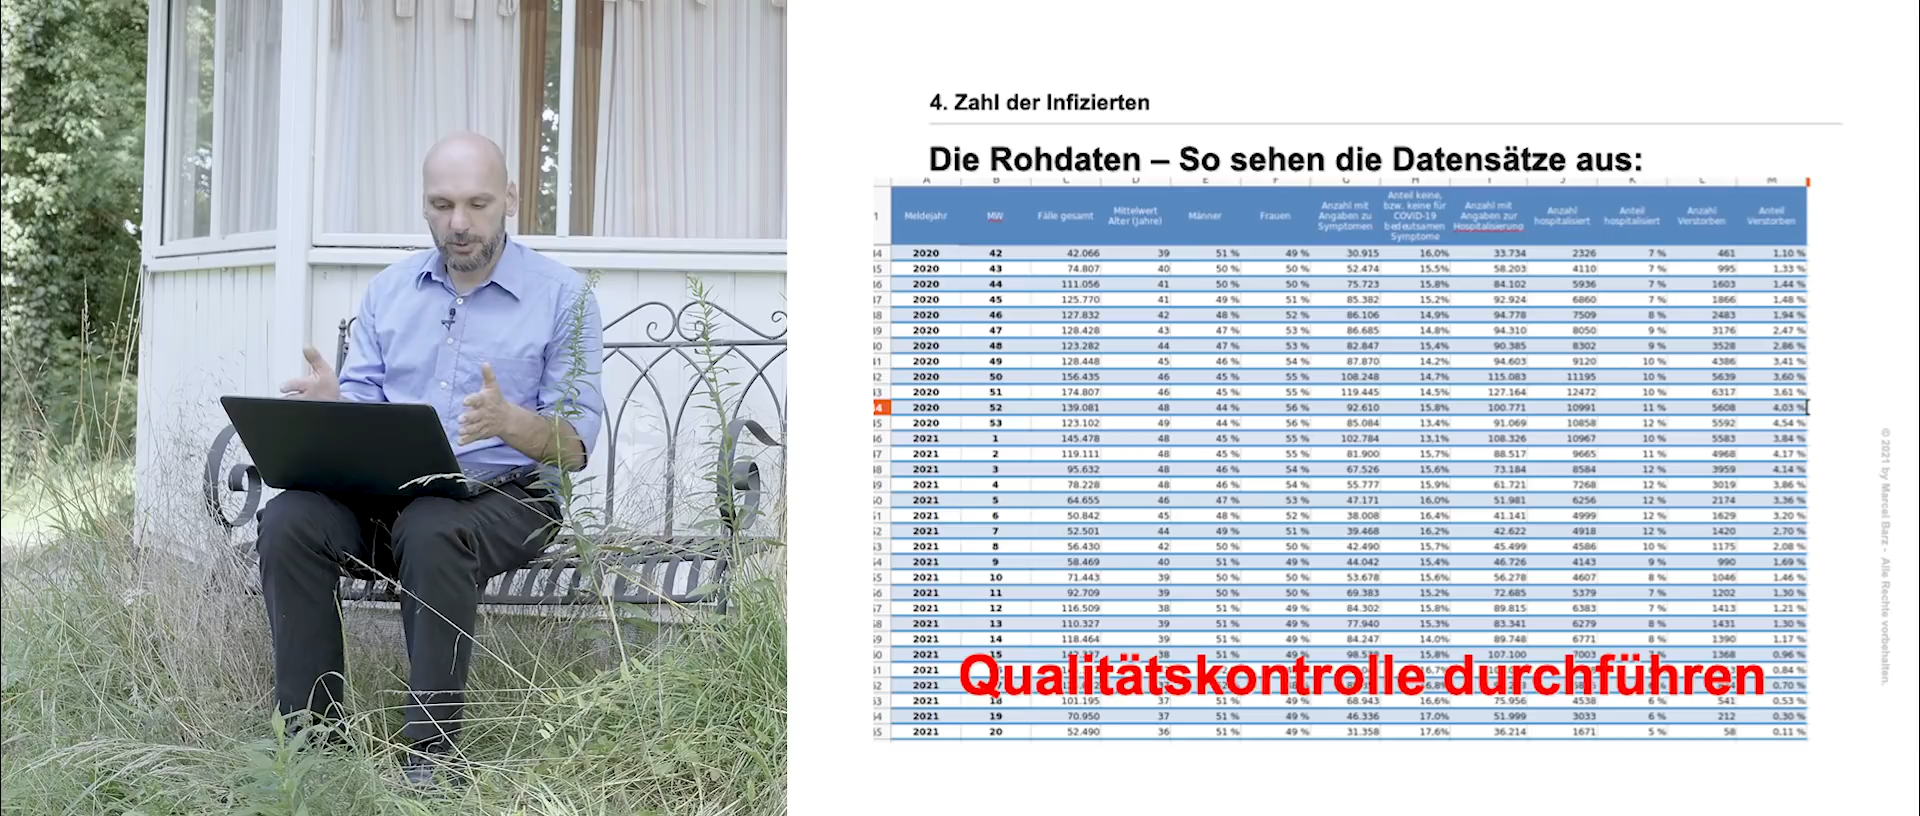 4. Zahl der Infizierten
Die Rohdaten – So sehen die Datensätze aus:
A B C D E F G H I J K L M
Meldejahr MW Fälle gesamt Mittelwert Alter (Jahre) Männer Frauen Anzahl mit Angaben zu Symptomen Anteil keine, bzw. keine für COVID-19 bedeutsamen Symptome Anzahl mit Angaben zur Hospitalisierung Anzahl hospitalisiert Anteil hospitalisiert Anzahl Verstorben Anteil Verstorben
2020 42 42.066 39 51 % 49 % 30.915 16,0% 33.734 2326 7 % 461 1,10 %
2020 43 74.807 40 50 % 50 % 52.474 15,5% 58.203 4110 7 % 995 1,33 %
2020 44 111.056 41 50 % 50 % 75.723 15,8% 84.102 5936 7 % 1603 1,44 %
2020 45 125.770 41 49 % 51 % 85.382 15,2% 92.924 6860 7 % 1866 1,48 %
2020 46 127.832 42 48 % 52 % 86.106 14,9% 94.778 7509 8 % 2483 1,94 %
2020 47 128.428 43 47 % 53 % 86.685 14,8% 94.310 8050 9 % 3176 2,47 %
2020 48 123.282 44 47 % 53 % 82.847 15,4% 90.385 8302 9 % 3528 2,86 %
2020 49 128.448 45 46 % 54 % 87.870 14,2% 94.603 9120 10 % 4386 3,41 %
2020 50 156.435 46 45 % 55 % 108.248 14,7% 115.083 11195 10 % 5639 3,60 %
2020 51 174.807 46 45 % 55 % 119.445 14,5% 127.164 12472 10 % 6317 3,61 %
2020 52 139.081 48 44 % 56 % 92.610 15,8% 100.771 10991 11 % 5608 4,03 %
2020 53 123.102 49 44 % 56 % 85.084 13,4% 91.069 10858 12 % 5592 4,54 %
2021 1 145.478 48 45 % 55 % 102.784 13,1% 108.326 10967 10 % 5583 3,84 %
2021 2 119.111 48 45 % 55 % 81.900 15,7% 88.517 9665 11 % 4968 4,17 %
2021 3 95.632 48 46 % 54 % 67.526 15,6% 73.184 8584 12 % 3959 4,14 %
2021 4 78.228 48 46 % 54 % 55.777 15,9% 61.721 7268 12 % 3019 3,86 %
2021 5 64.655 46 47 % 53 % 47.171 16,0% 51.981 6256 12 % 2174 3,36 %
2021 6 50.842 45 48 % 52 % 38.008 16,4% 41.141 4999 12 % 1629 3,20 %
2021 7 52.501 44 49 % 51 % 39.468 16,2% 42.622 4918 12 % 1420 2,70 %
2021 8 56.430 42 50 % 50 % 42.490 15,7% 45.499 4586 10 % 1175 2,08 %
2021 9 58.469 40 51 % 49 % 44.042 15,4% 46.726 4143 9 % 990 1,69 %
2021 10 71.443 39 50 % 50 % 53.678 15,6% 56.278 4607 8 % 1046 1,46 %
2021 11 92.709 39 50 % 50 % 69.383 15,2% 72.685 5379 7 % 1202 1,30 %
2021 12 116.509 38 51 % 49 % 84.302 15,8% 89.815 6383 7 % 1413 1,21 %
2021 13 110.327 39 51 % 49 % 77.940 15,3% 83.341 6279 8 % 1431 1,30 %
2021 14 118.464 39 51 % 49 % 84.247 14,0% 89.748 6771 8 % 1390 1,17 %
2021 15 38 51 % 49 % 15,8% 107.100 7003 1368 0,96 %
2021 0,84 %
2021 0,70 %
Qualitätskontrolle durchführen
2021 18 101.195 37 51 % 49 % 68.943 16,6% 75.956 4538 6 % 541 0,53 %
2021 19 70.950 37 51 % 49 % 46.336 17,0% 51.999 3033 6 % 212 0,30 %
2021 20 52.490 36 51 % 49 % 31.358 17,6% 36.214 1671 5 % 58 0,11 %
© 2021 by Marcel Barz - Alle Rechte vorbehalten.